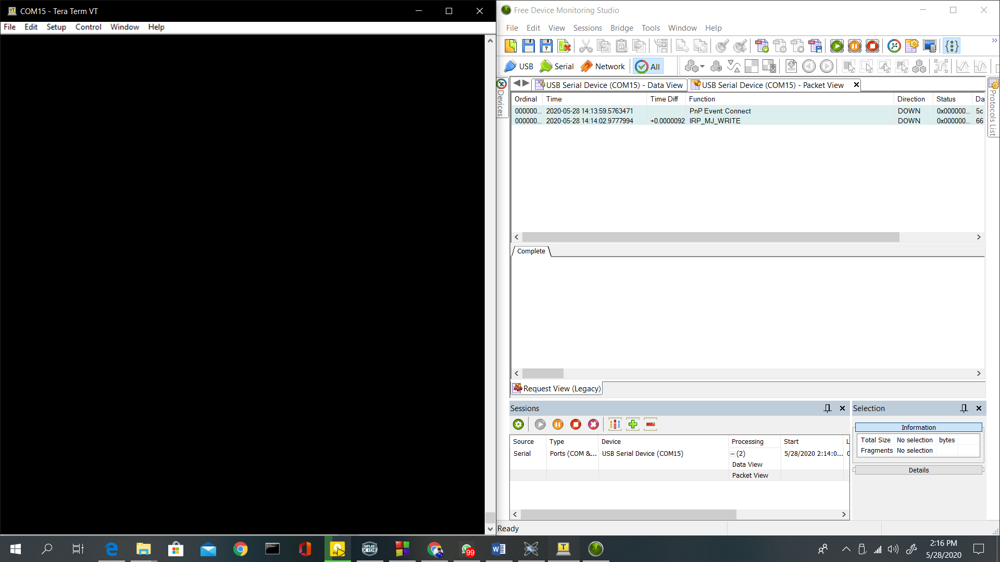 COM15 - Tera Term VT
File Edit Setup Control Window Help
Free Device Monitoring Studio
File Edit View Sessions Bridge Tools Window Help
USB Serial Network All
Devices
USB Serial Device (COM15) - Data View
USB Serial Device (COM15) - Packet View
Protocols List
Ordinal Time Time Diff Function Direction Status Da
000000... 2020-05-28 14:13:59.5763471 PnP Event: Connect DOWN 0x000000... 5c
000000... 2020-05-28 14:14:02.9777994 +0.0000092 IRP_MJ_WRITE DOWN 0x000000... 66
Complete
Request View (Legacy)
Sessions
Source Type Device Processing Start L
Serial Ports (COM &... USB Serial Device (COM15) (2) 5/28/2020 2:14:0... 0
Data View
Packet View
Selection
Information
Total Size No selection bytes
Fragments No selection
Details
Ready
99
2:16 PM
5/28/2020